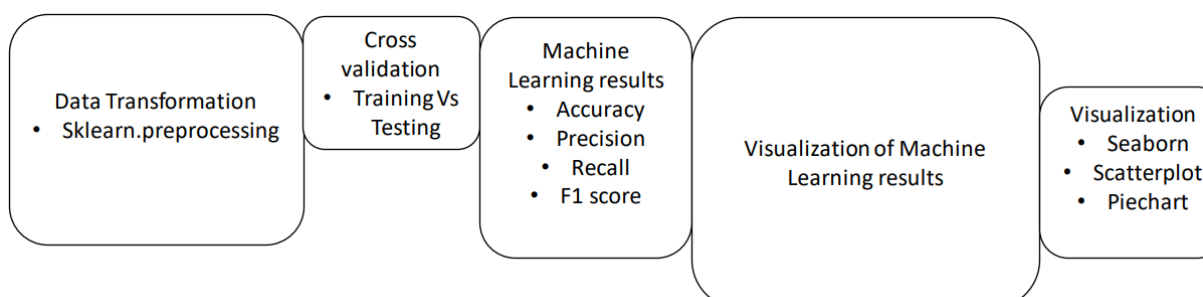 Data Transformation
• Sklearn.preprocessing
Cross
validation
• Training Vs
Testing
Machine
Learning results
• Accuracy
• Precision
• Recall
• F1 score
Visualization of Machine
Learning results
Visualization
• Seaborn
• Scatterplot
• Piechart